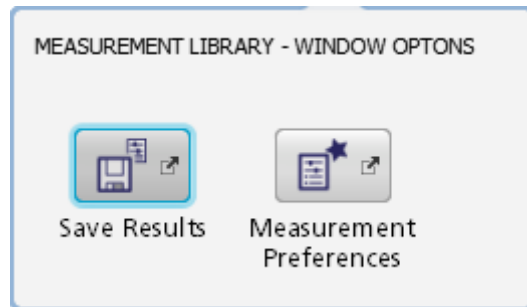 MEASUREMENT LIBRARY - WINDOW OPTONS
Save Results
Measurement
Preferences